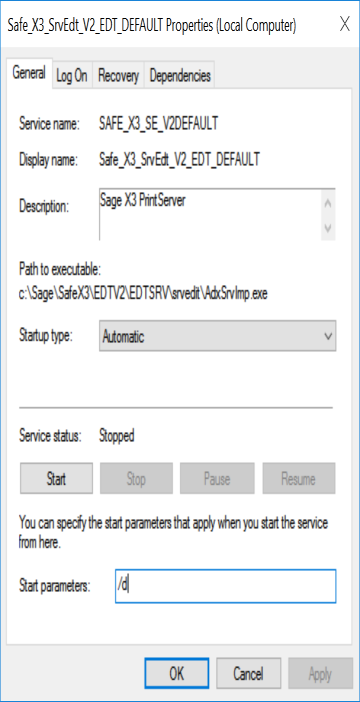 Safe_X3_SrvEdt_V2_EDT_DEFAULT Properties (Local Computer)
General Log On Recovery Dependencies
Service name: SAFE_X3_SE_V2DEFAULT
Display name: Safe_X3_SrvEdt_V2_EDT_DEFAULT
Description: Sage X3 PrintServer
Path to executable:
c:\Sage\SafeX3\EDTV2\EDTSRV\srvedit\AdxSrvImp.exe
Startup type: Automatic
Service status: Stopped
Start Stop Pause Resume
You can specify the start parameters that apply when you start the service
from here.
Start parameters: /d
OK Cancel Apply